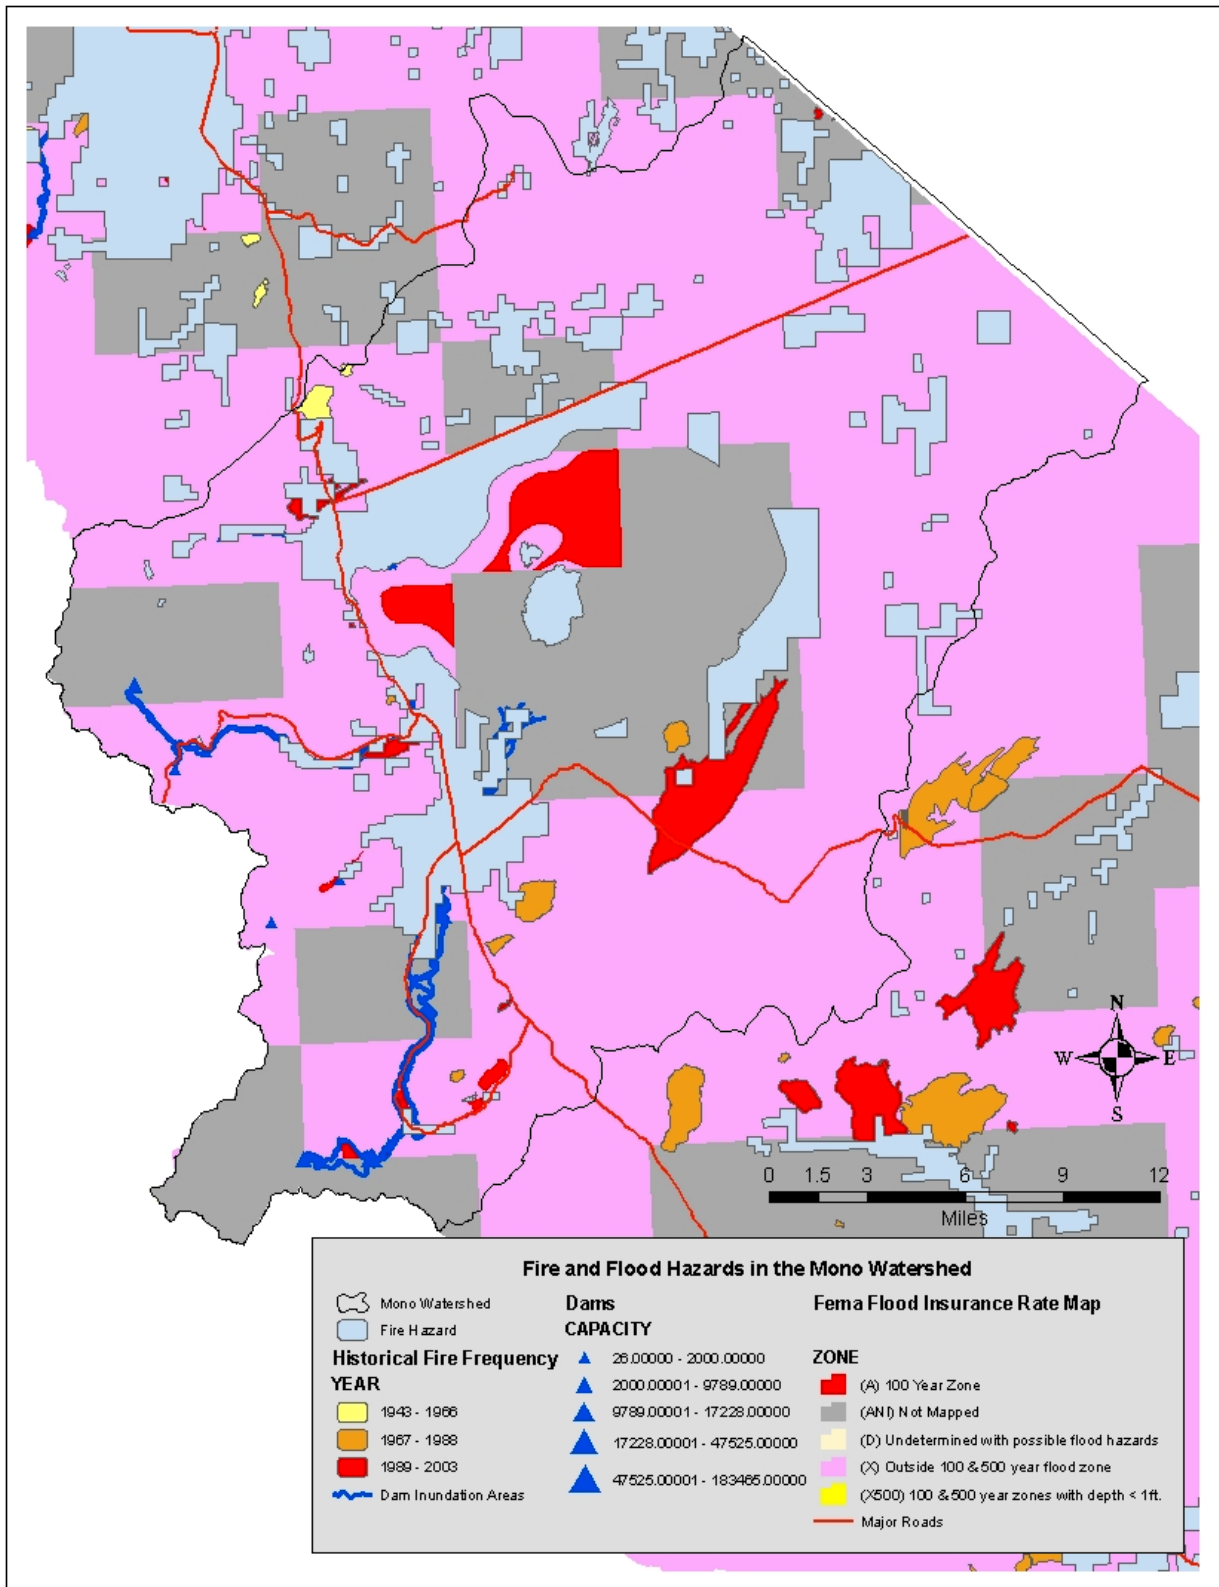 N
W E
S
0 1.5 3 6 9 12
Miles
Fire and Flood Hazards in the Mono Watershed
Mono Watershed
Fire Hazard
Historical Fire Frequency
YEAR
1943 - 1966
1967 - 1988
1989 - 2003
Dam Inundation Areas
Dams
CAPACITY
26.00000 - 2000.00000
2000.00001 - 9789.00000
9789.00001 - 17228.00000
17228.00001 - 47525.00000
47525.00001 - 183465.00000
Fema Flood Insurance Rate Map
ZONE
(A) 100 Year Zone
(ANI) Not Mapped
(D) Undetermined with possible flood hazards
(X) Outside 100 & 500 year flood zone
(X500) 100 & 500 year zones with depth < 1ft.
Major Roads